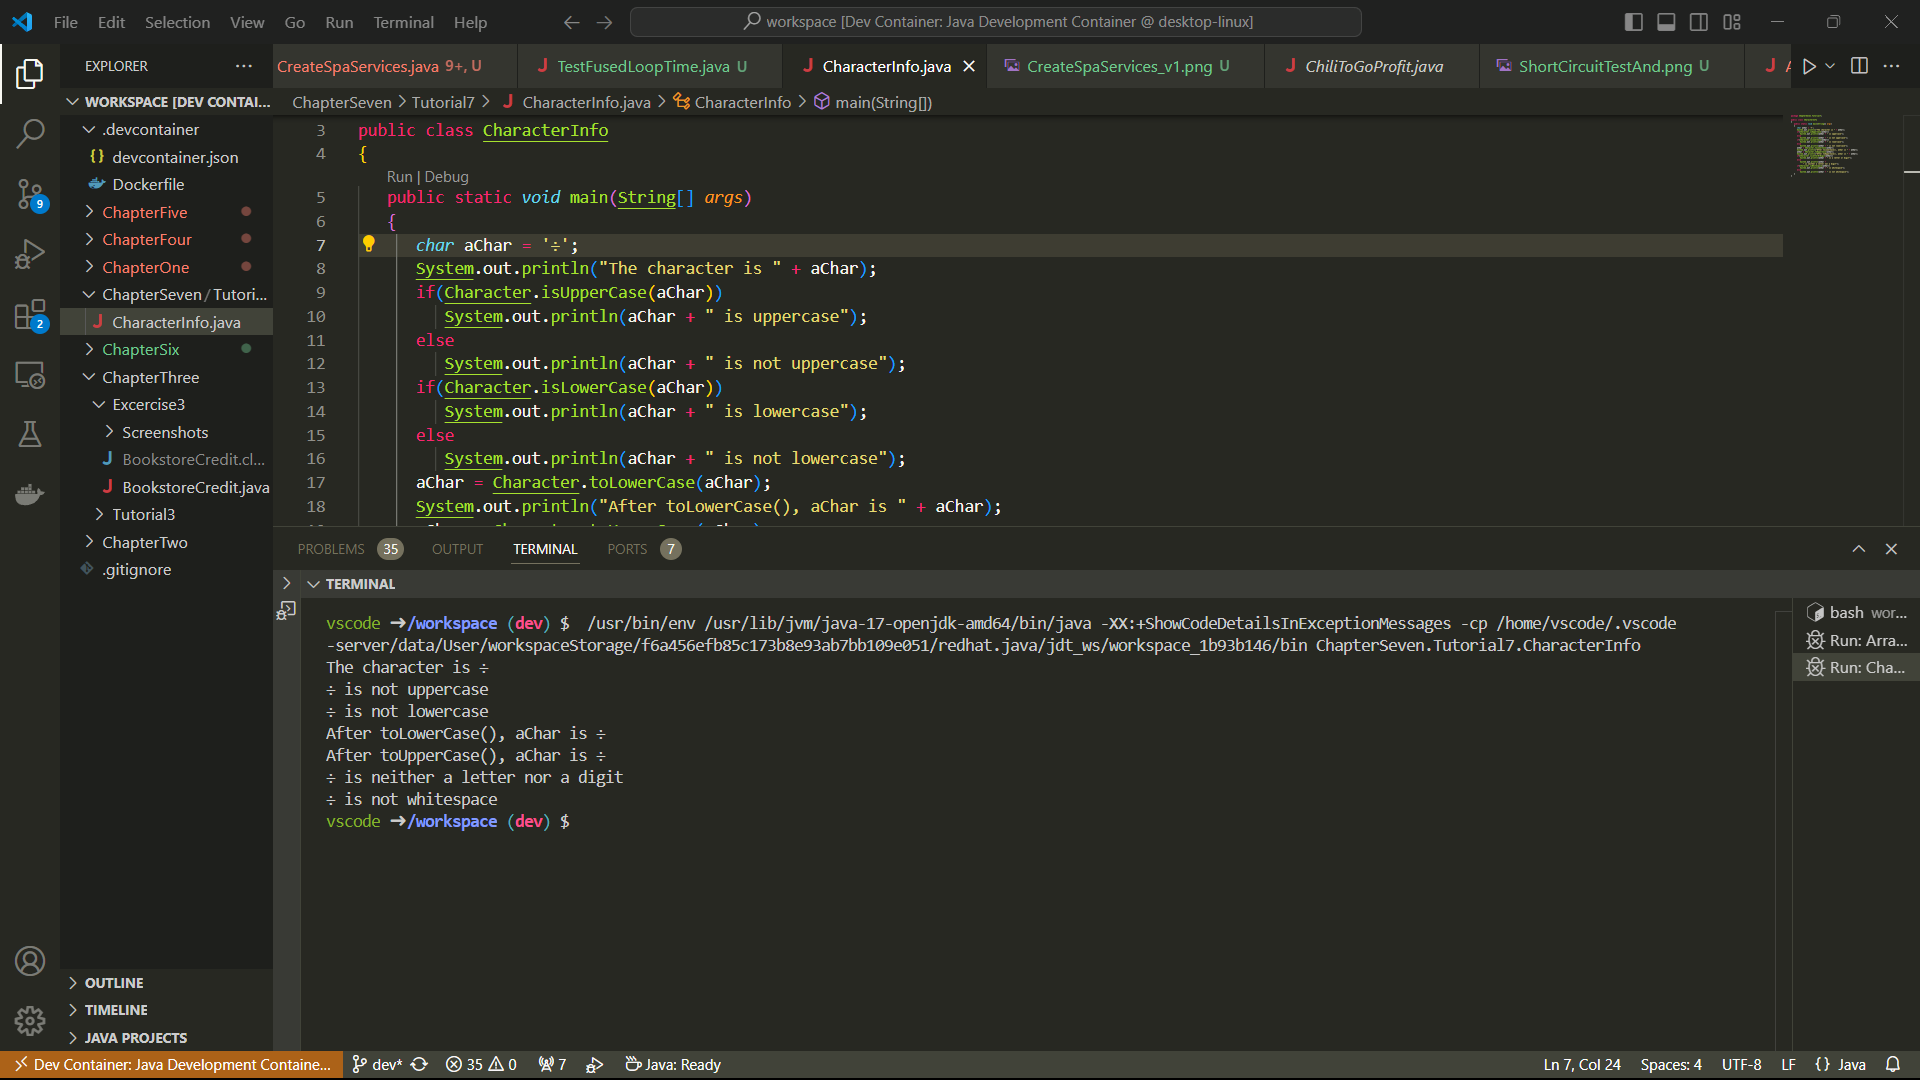 File Edit Selection View Go Run Terminal Help
workspace [Dev Container: Java Development Container @ desktop-linux]
EXPLORER
CreateSpaServices.java 9+, U
TestFusedLoopTime.java U
CharacterInfo.java
CreateSpaServices_v1.png U
ChiliToGoProfit.java
ShortCircuitTestAnd.png U
WORKSPACE [DEV CONTAI...
.devcontainer
devcontainer.json
Dockerfile
ChapterFive
ChapterFour
ChapterOne
ChapterSeven / Tutori...
CharacterInfo.java
ChapterSix
ChapterThree
Excercise3
Screenshots
BookstoreCredit.cl...
BookstoreCredit.java
Tutorial3
ChapterTwo
.gitignore
OUTLINE
TIMELINE
JAVA PROJECTS
9
2
ChapterSeven > Tutorial7 > CharacterInfo.java > CharacterInfo > main(String[])
3 public class CharacterInfo
4 {
Run | Debug
5 public static void main(String[] args)
6 {
7 char aChar = '÷';
8 System.out.println("The character is " + aChar);
9 if(Character.isUpperCase(aChar))
10 System.out.println(aChar + " is uppercase");
11 else
12 System.out.println(aChar + " is not uppercase");
13 if(Character.isLowerCase(aChar))
14 System.out.println(aChar + " is lowercase");
15 else
16 System.out.println(aChar + " is not lowercase");
17 aChar = Character.toLowerCase(aChar);
18 System.out.println("After toLowerCase(), aChar is " + aChar);
PROBLEMS 35 OUTPUT TERMINAL PORTS 7
TERMINAL
vscode ➜/workspace (dev) $ /usr/bin/env /usr/lib/jvm/java-17-openjdk-amd64/bin/java -XX:+ShowCodeDetailsInExceptionMessages -cp /home/vscode/.vscode
-server/data/User/workspaceStorage/f6a456efb85c173b8e93ab7bb109e051/redhat.java/jdt_ws/workspace_1b93b146/bin ChapterSeven.Tutorial7.CharacterInfo
The character is ÷
÷ is not uppercase
÷ is not lowercase
After toLowerCase(), aChar is ÷
After toUpperCase(), aChar is ÷
÷ is neither a letter nor a digit
÷ is not whitespace
vscode ➜/workspace (dev) $
bash wor...
Run: Arra...
Run: Cha...
Dev Container: Java Development Containe... dev* 35 0 7 Java: Ready Ln 7, Col 24 Spaces: 4 UTF-8 LF {} Java